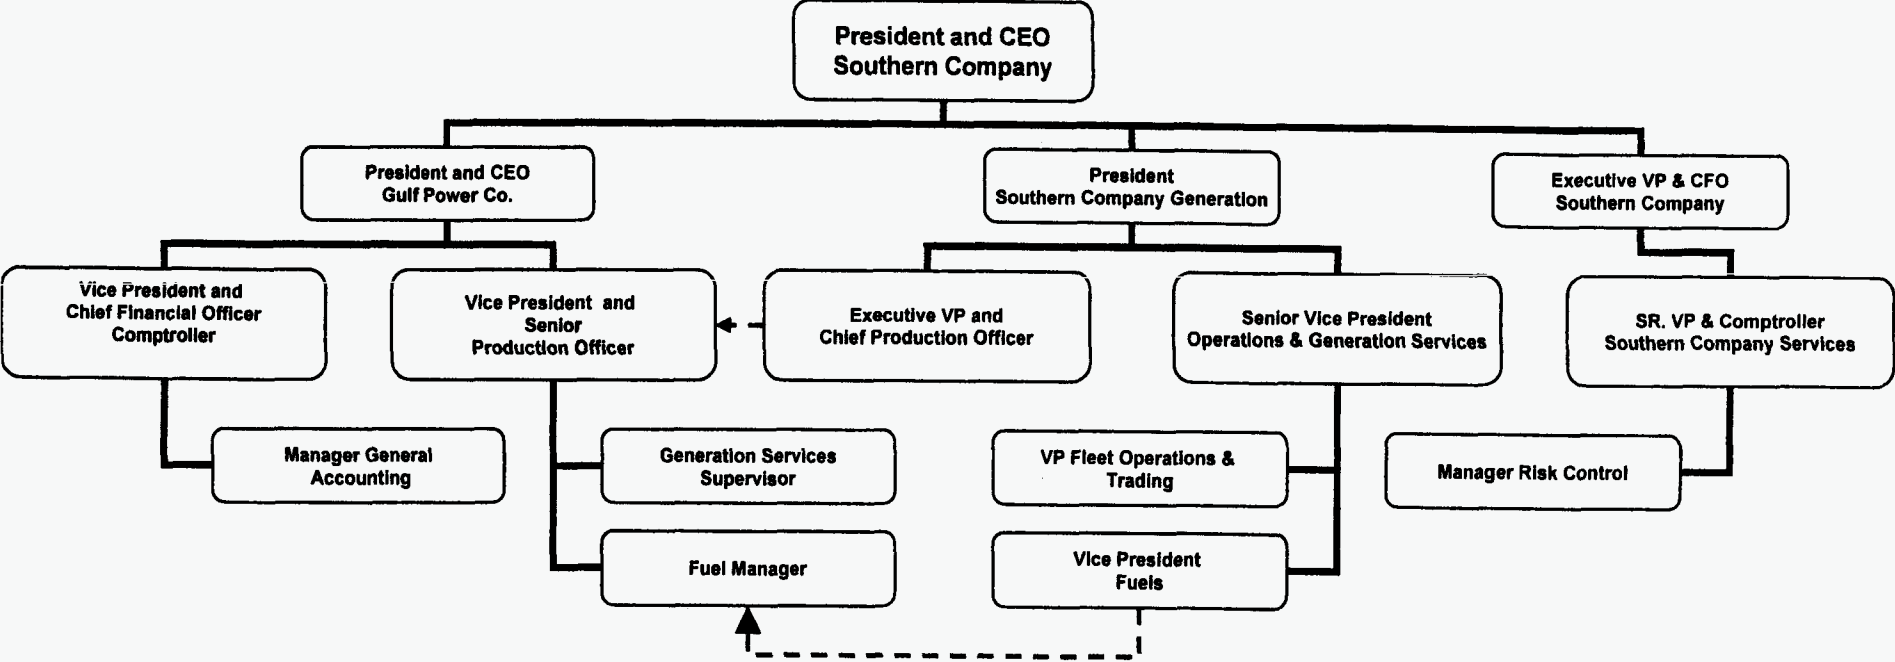 President and CEO
Southern Company
President and CEO
Gulf Power Co.
President
Southern Company Generation
Executive VP & CFO
Southern Company
Vice President and
Chief Financial Officer
Comptroller
Vice President and
Senior
Production Officer
Executive VP and
Chief Production Officer
Senior Vice President
Operations & Generation Services
SR. VP & Comptroller
Southern Company Services
Manager General
Accounting
Generation Services
Supervisor
VP Fleet Operations &
Trading
Manager Risk Control
Fuel Manager
Vice President
Fuels